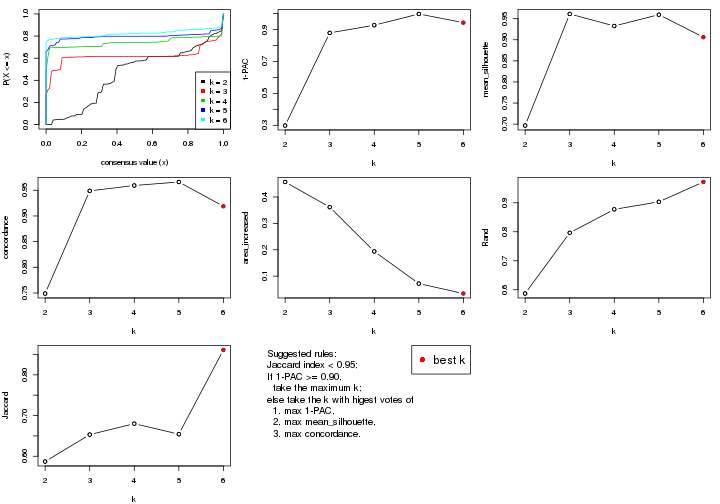 P(X <= x)
0.0 0.2 0.4 0.6 0.8 1.0
k = 2
k = 3
k = 4
k = 5
k = 6
0.0 0.2 0.4 0.6 0.8 1.0
consensus value (x)
1-PAC
0.3 0.5 0.7 0.9
2 3 4 5 6
k
mean_silhouette
0.70 0.75 0.80 0.85 0.90 0.95
2 3 4 5 6
k
concordance
0.75 0.80 0.85 0.90 0.95
2 3 4 5 6
k
area_increased
0.1 0.2 0.3 0.4
2 3 4 5 6
k
Rand
0.6 0.7 0.8 0.9
2 3 4 5 6
k
Jaccard
0.60 0.70 0.80
2 3 4 5 6
k
Suggested rules:
Jaccard index < 0.95;
If 1-PAC >= 0.90,
take the maximum k;
else take the k with higest votes of
1. max 1-PAC,
2. max mean_silhouette,
3. max concordance.
best k